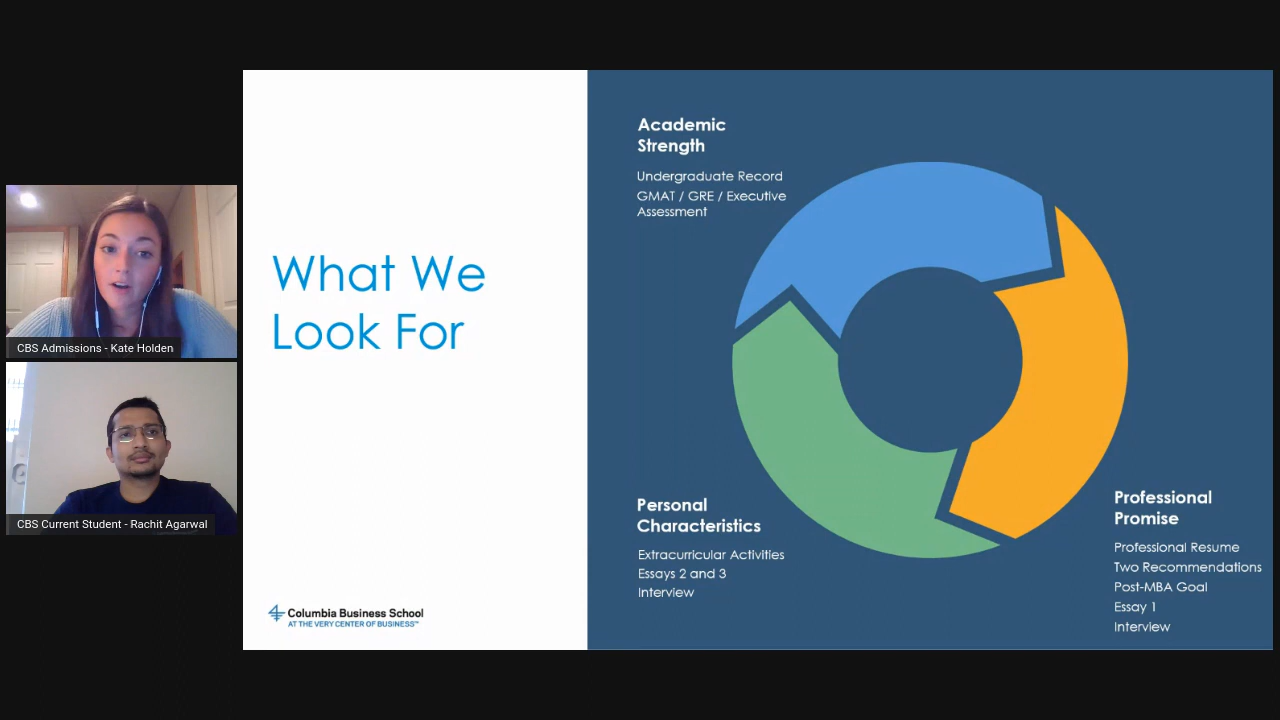 CBS Admissions - Kate Holden
CBS Current Student - Rachit Agarwal
What We
Look For
Columbia Business School
AT THE VERY CENTER OF BUSINESS™
Academic
Strength
Undergraduate Record
GMAT / GRE / Executive
Assessment
Personal
Characteristics
Extracurricular Activities
Essays 2 and 3
Interview
Professional
Promise
Professional Resume
Two Recommendations
Post-MBA Goal
Essay 1
Interview